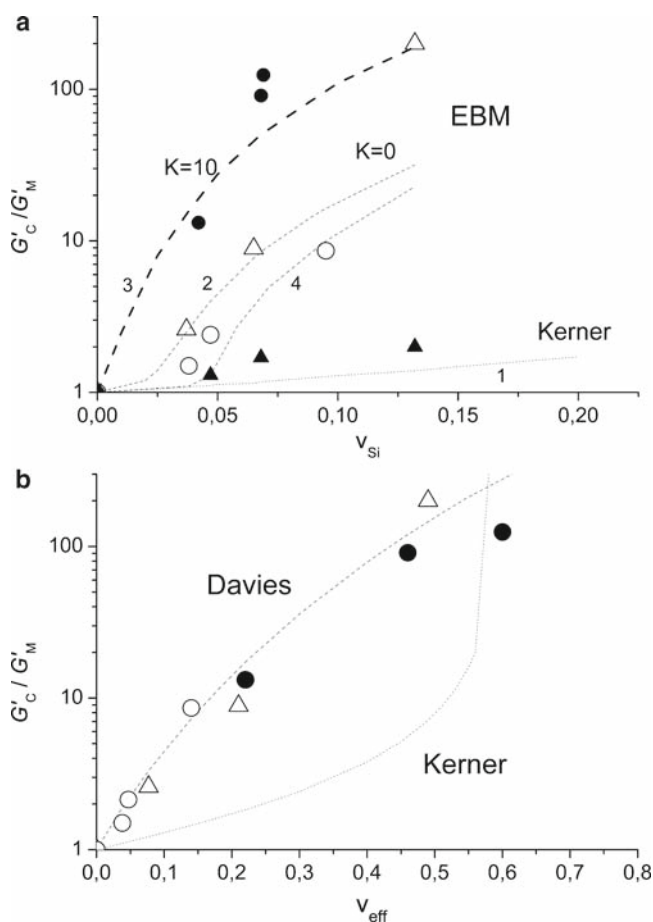 a
100
10
1
G'C/G'M
K=10
K=0
EBM
3
2
4
Kerner
1
0,00
0,05
0,10
0,15
0,20
vSi
b
100
10
1
G'C / G'M
Davies
Kerner
0,0
0,1
0,2
0,3
0,4
0,5
0,6
0,7
0,8
veff